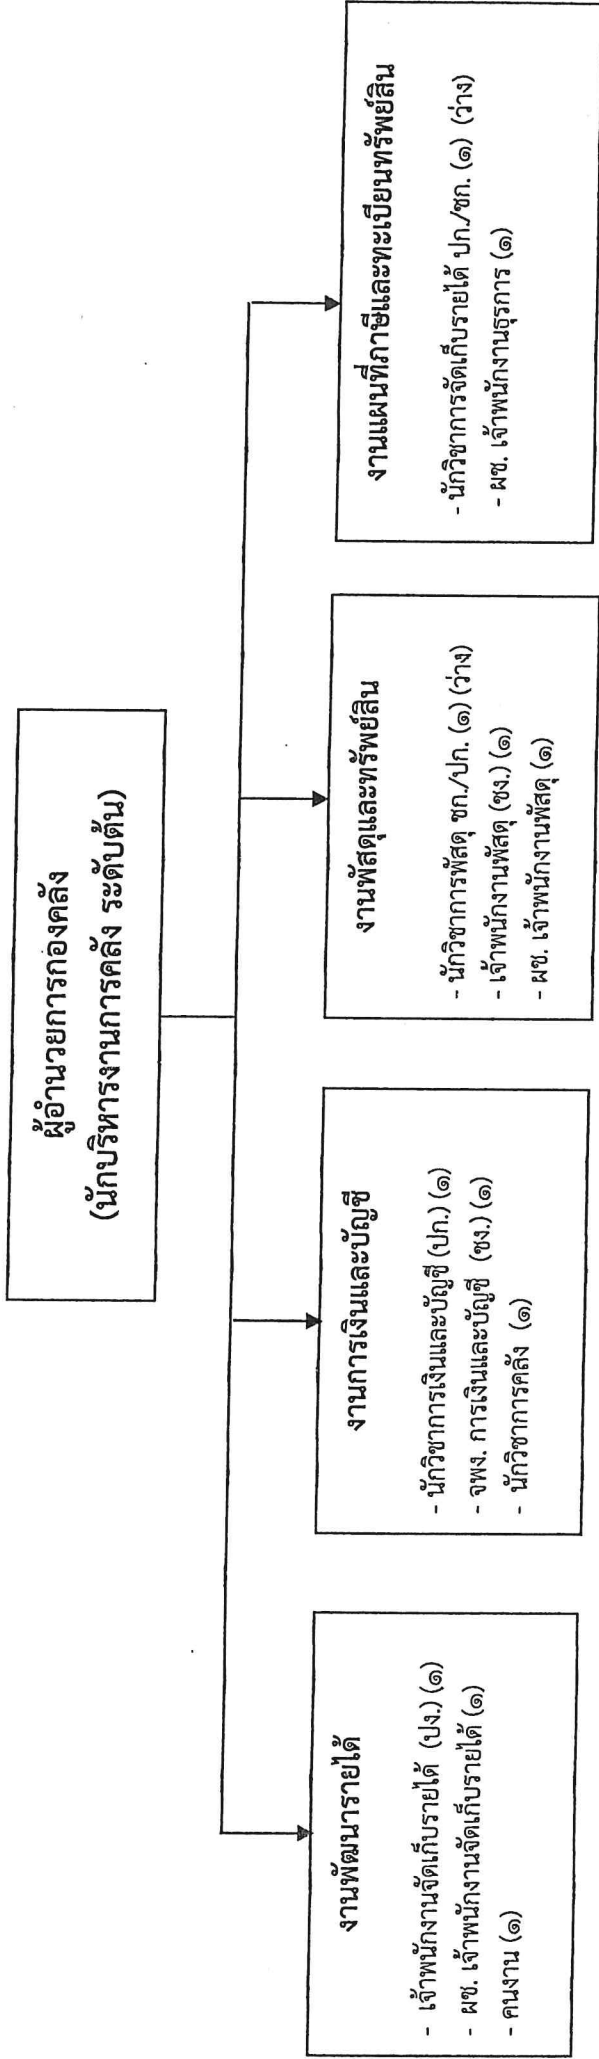 ผู้อำนวยการกองคลัง
(นักบริหารงานการคลัง ระดับต้น)
งานพัฒนารายได้
- เจ้าพนักงานจัดเก็บรายได้ (ปง.) (๑)
- ผช. เจ้าพนักงานจัดเก็บรายได้ (๑)
- คนงาน (๑)
งานการเงินและบัญชี
- นักวิชาการเงินและบัญชี (ปก.) (๑)
- จพง. การเงินและบัญชี (ชง.) (๑)
- นักวิชาการคลัง (๑)
งานพัสดุและทรัพย์สิน
- นักวิชาการพัสดุ ชก./ปก. (๑) (ว่าง)
- เจ้าพนักงานพัสดุ (ชง.) (๑)
- ผช. เจ้าพนักงานพัสดุ (๑)
งานแผนที่ภาษีและทะเบียนทรัพย์สิน
- นักวิชาการจัดเก็บรายได้ ปก./ชก. (๑) (ว่าง)
- ผช. เจ้าพนักงานธุรการ (๑)